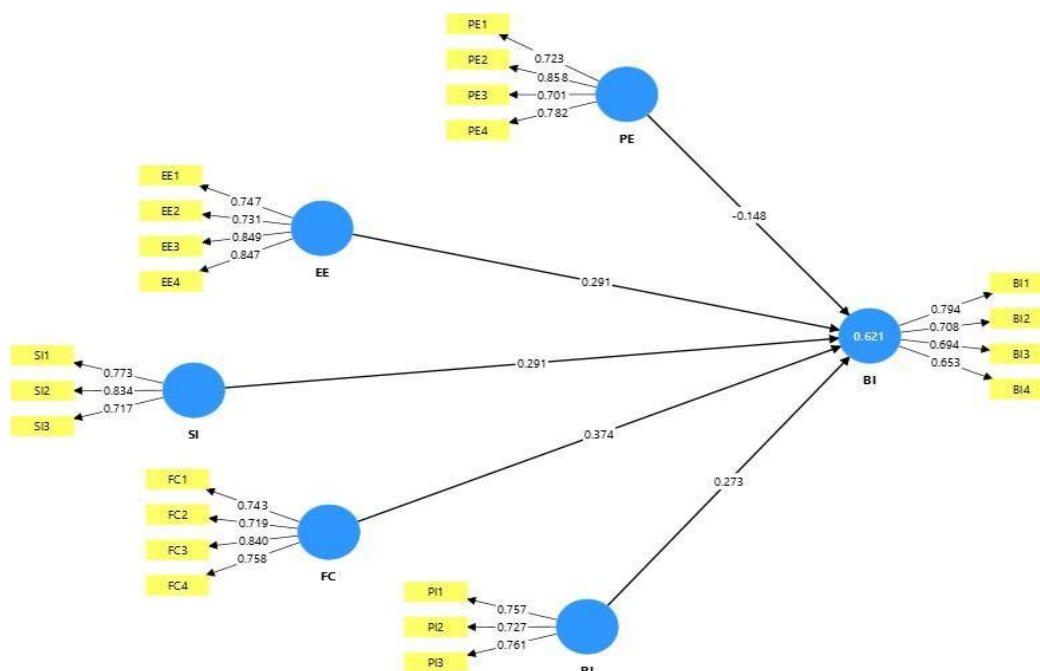 PE1
PE2
PE3
PE4
0.723
0.858
0.701
0.782
PE
-0.148
EE1
EE2
EE3
EE4
0.747
0.731
0.849
0.847
EE
0.291
SI1
SI2
SI3
0.773
0.834
0.717
SI
0.291
FC1
FC2
FC3
FC4
0.743
0.719
0.840
0.758
FC
0.374
PI1
PI2
PI3
0.757
0.727
0.761
0.273
0.621
BI
0.794
0.708
0.694
0.653
BI1
BI2
BI3
BI4